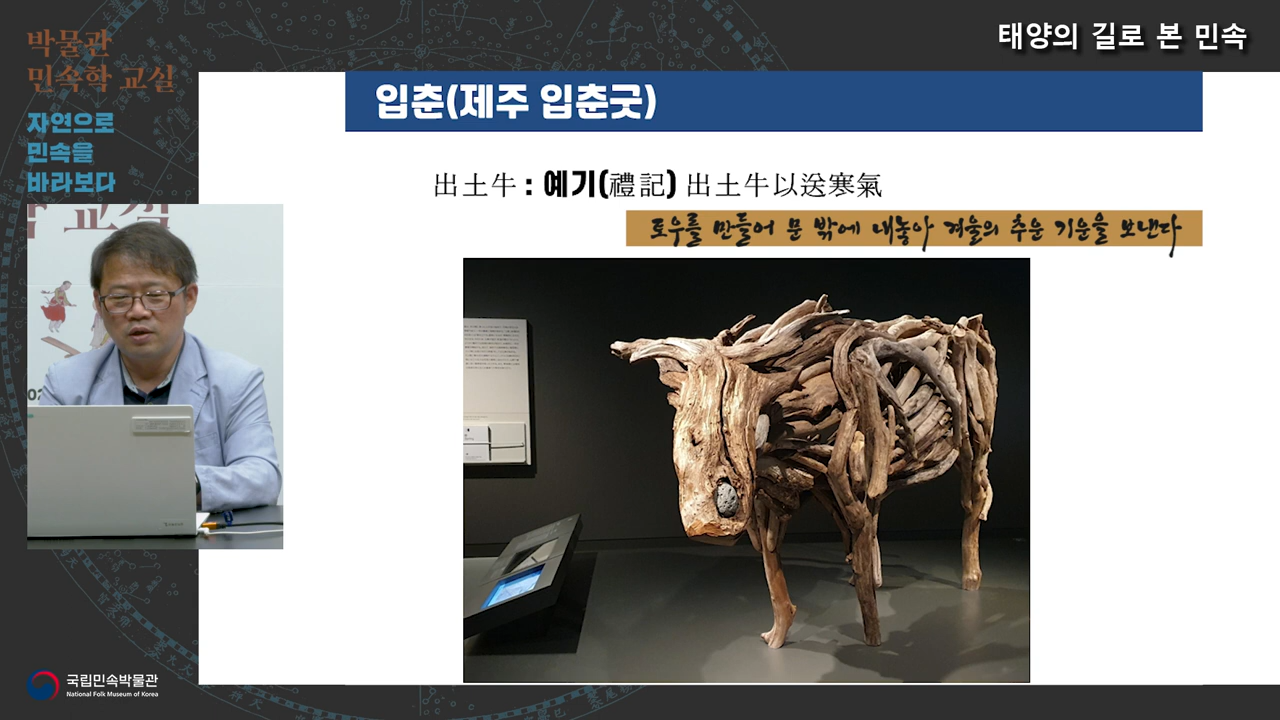 박물관
민속학 교실
자연으로
민속을
바라보다
태양의 길로 본 민속
입춘(제주 입춘굿)
出土牛 : 예기(禮記) 出土牛以送寒氣
토우를 만들어 문 밖에 내놓아 겨울의 추운 기운을 보낸다
국립민속박물관
National Folk Museum of Korea